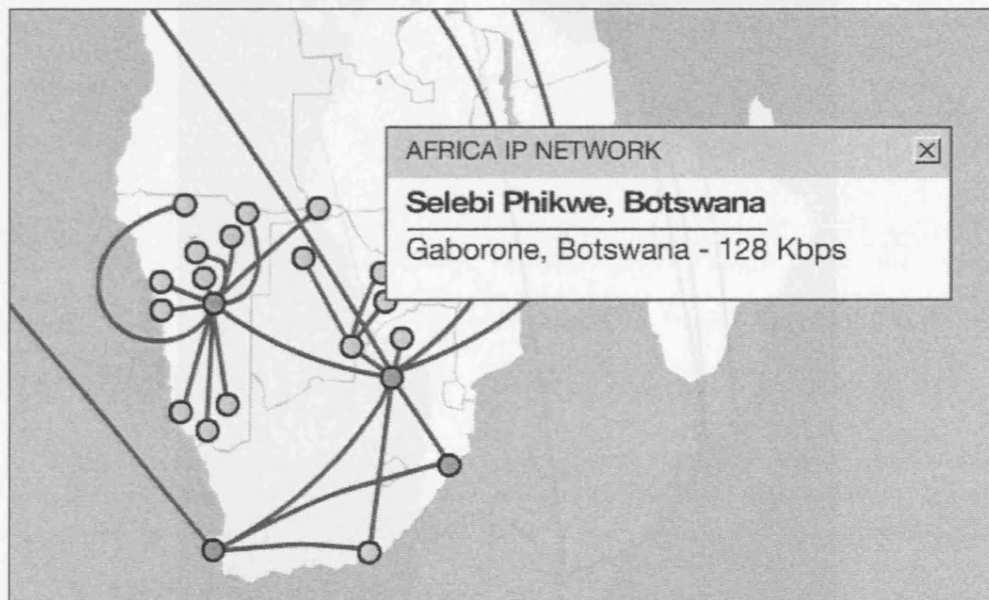 AFRICA IP NETWORK
Selebi Phikwe, Botswana
Gaborone, Botswana - 128 Kbps